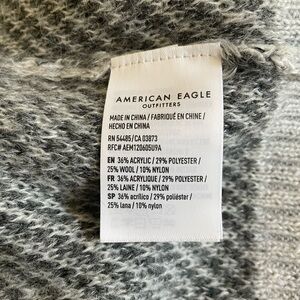 AMERICAN EAGLE
OUTFITTERS
MADE IN CHINA / FABRIQUÉ EN CHINE /
HECHO EN CHINA
RN 54485/CA 03873
RFC# AEM120605U9A
EN 36% ACRYLIC / 29% POLYESTER /
25% WOOL / 10% NYLON
FR 36% ACRYLIQUE / 29% POLYESTER /
25% LAINE / 10% NYLON
SP 36% acrílico / 29% poliéster /
25% lana / 10% nylon